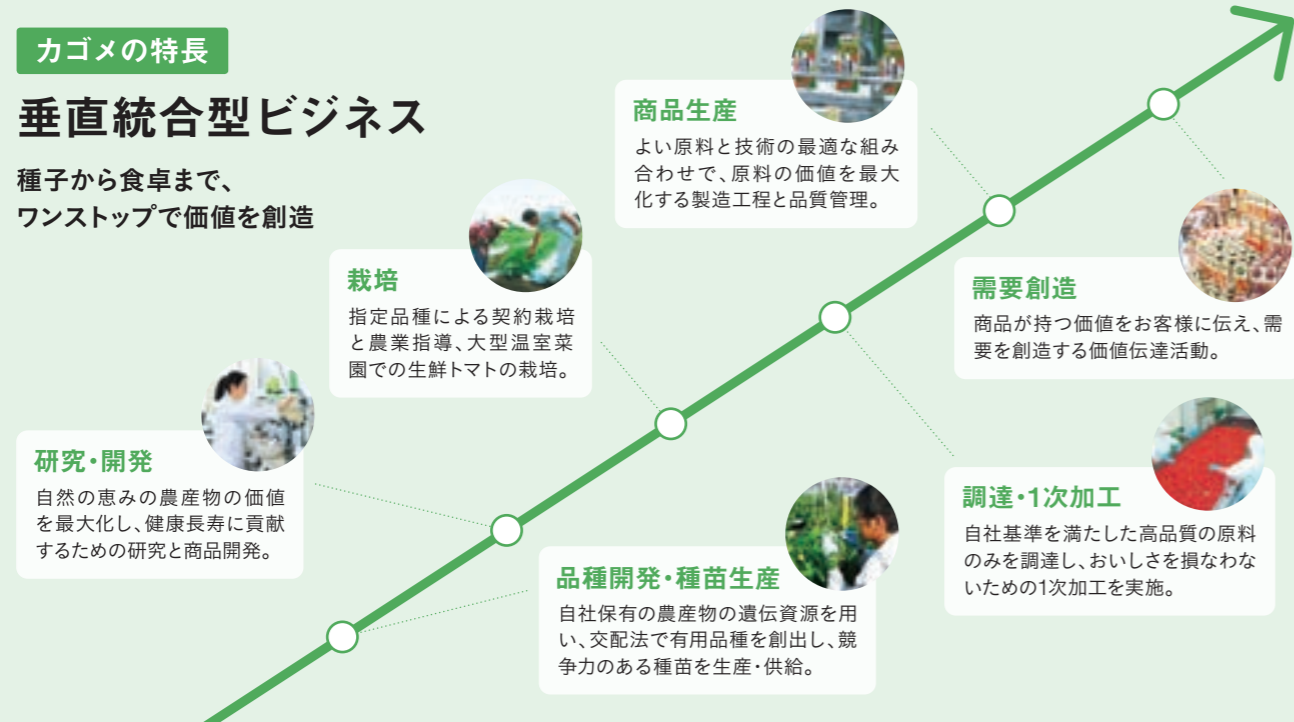 カゴメの特長
垂直統合型ビジネス
種子から食卓まで、
ワンストップで価値を創造
研究・開発
自然の恵みの農産物の価値
を最大化し、健康長寿に貢献
するための研究と商品開発。
品種開発・種苗生産
自社保有の農産物の遺伝資源を用
い、交配法で有用品種を創出し、競
争力のある種苗を生産・供給。
栽培
指定品種による契約栽培
と農業指導、大型温室菜
園での生鮮トマトの栽培。
調達・1次加工
自社基準を満たした高品質の原料
のみを調達し、おいしさを損なわな
いための1次加工を実施。
商品生産
よい原料と技術の最適な組み
合わせで、原料の価値を最大
化する製造工程と品質管理。
需要創造
商品が持つ価値をお客様に伝え、需
要を創造する価値伝達活動。